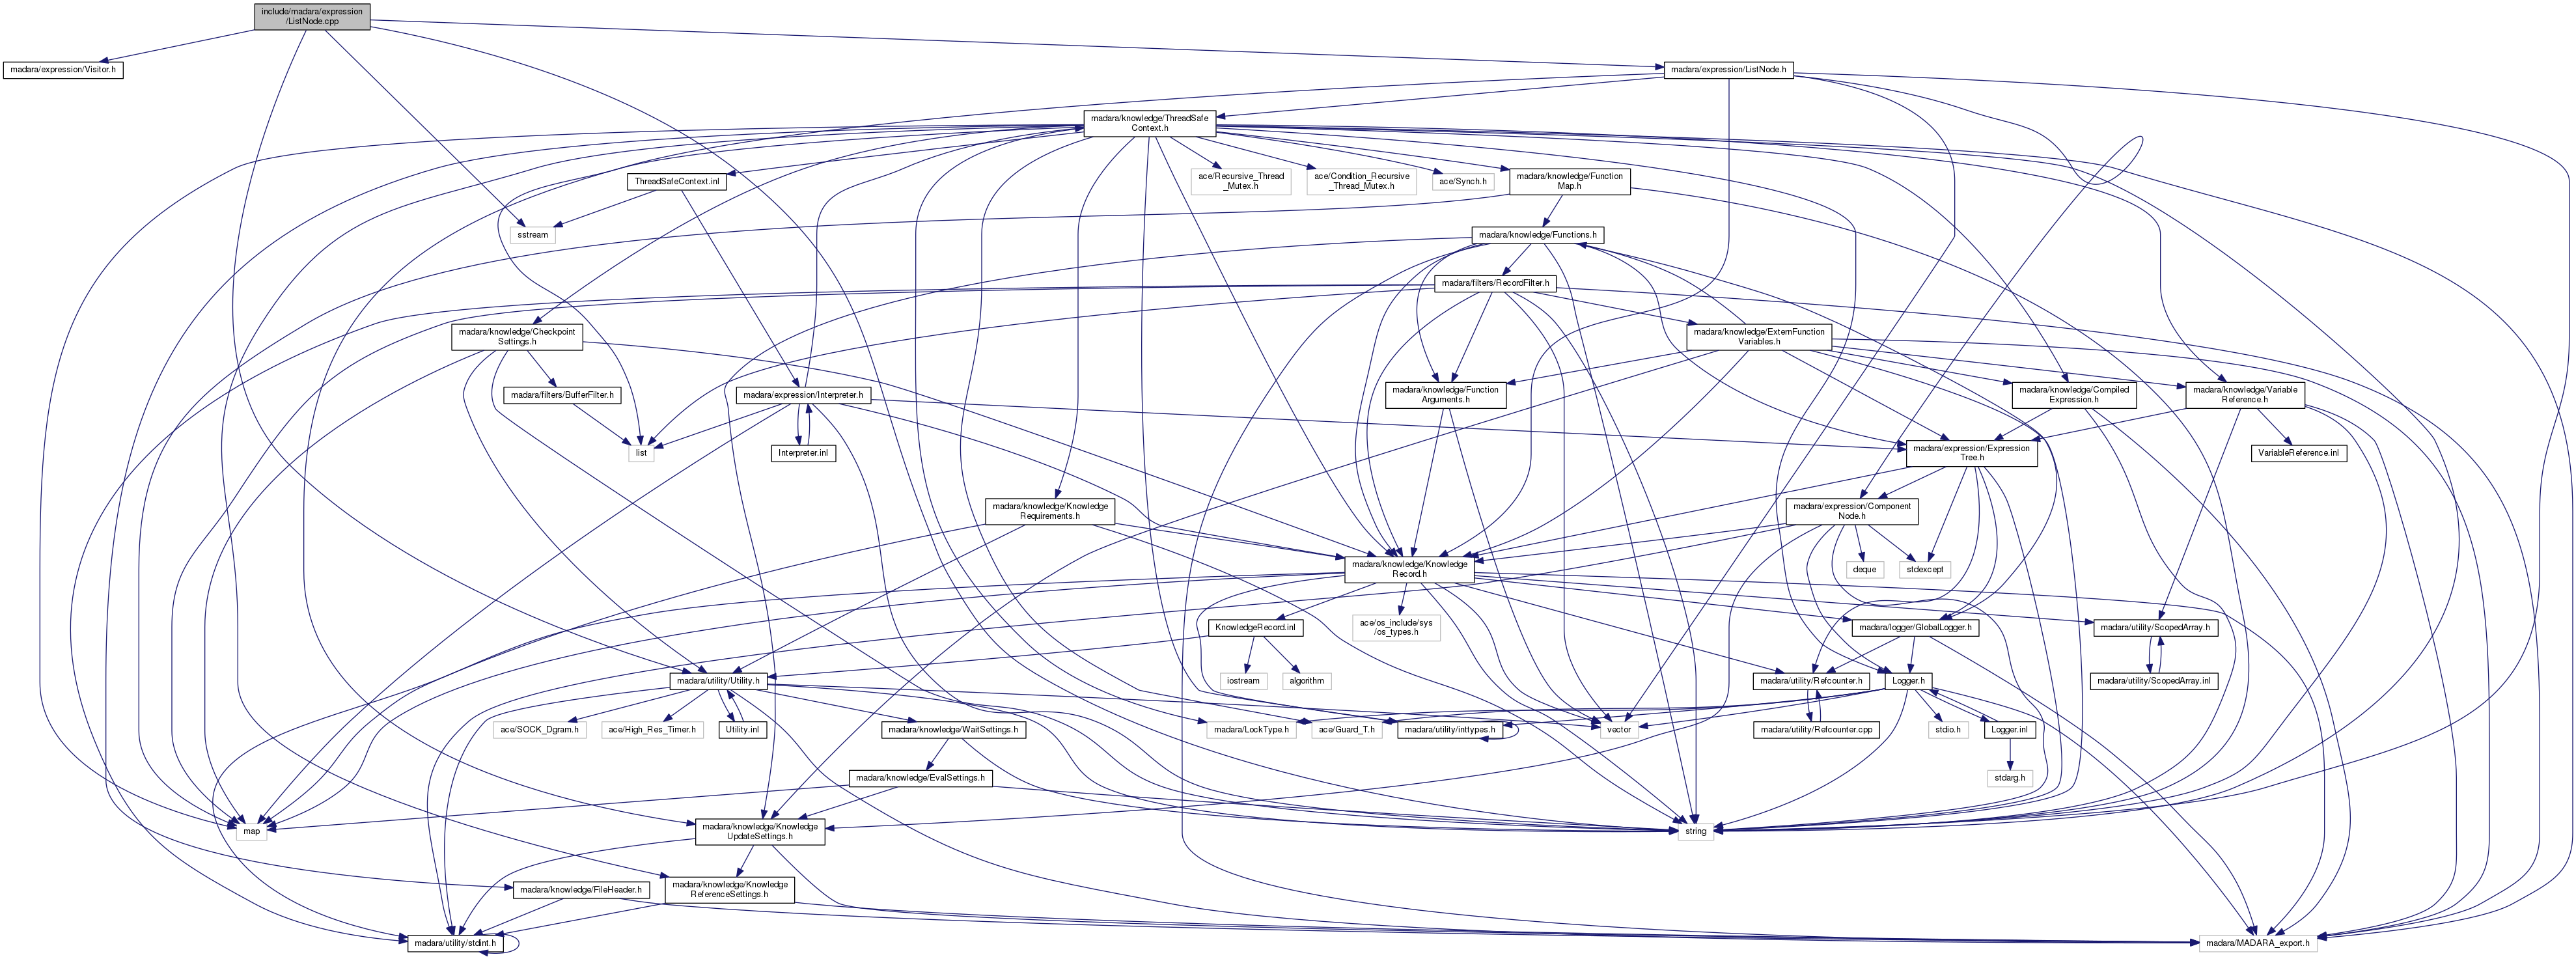 include/madara/expression
/ListNode.cpp
madara/expression/Visitor.h
madara/expression/ListNode.h
madara/knowledge/ThreadSafe
Context.h
ThreadSafeContext.inl
ace/Recursive_Thread
_Mutex.h
ace/Condition_Recursive
_Thread_Mutex.h
ace/Synch.h
madara/knowledge/Function
Map.h
sstream
madara/knowledge/Functions.h
madara/filters/RecordFilter.h
madara/knowledge/Checkpoint
Settings.h
madara/knowledge/ExternFunction
Variables.h
madara/filters/BufferFilter.h
madara/expression/Interpreter.h
madara/knowledge/Function
Arguments.h
madara/knowledge/Compiled
Expression.h
madara/knowledge/Variable
Reference.h
list
Interpreter.inl
madara/expression/Expression
Tree.h
VariableReference.inl
madara/knowledge/Knowledge
Requirements.h
madara/expression/Component
Node.h
madara/knowledge/Knowledge
Record.h
deque
stdexcept
KnowledgeRecord.inl
ace/os_include/sys
/os_types.h
madara/logger/GlobalLogger.h
madara/utility/ScopedArray.h
madara/utility/Utility.h
iostream
algorithm
madara/utility/Refcounter.h
Logger.h
madara/utility/ScopedArray.inl
ace/SOCK_Dgram.h
ace/High_Res_Timer.h
Utility.inl
madara/knowledge/WaitSettings.h
madara/LockType.h
ace/Guard_T.h
madara/utility/inttypes.h
vector
madara/utility/Refcounter.cpp
stdio.h
Logger.inl
madara/knowledge/EvalSettings.h
stdarg.h
map
madara/knowledge/Knowledge
UpdateSettings.h
string
madara/knowledge/FileHeader.h
madara/knowledge/Knowledge
ReferenceSettings.h
madara/utility/stdint.h
madara/MADARA_export.h